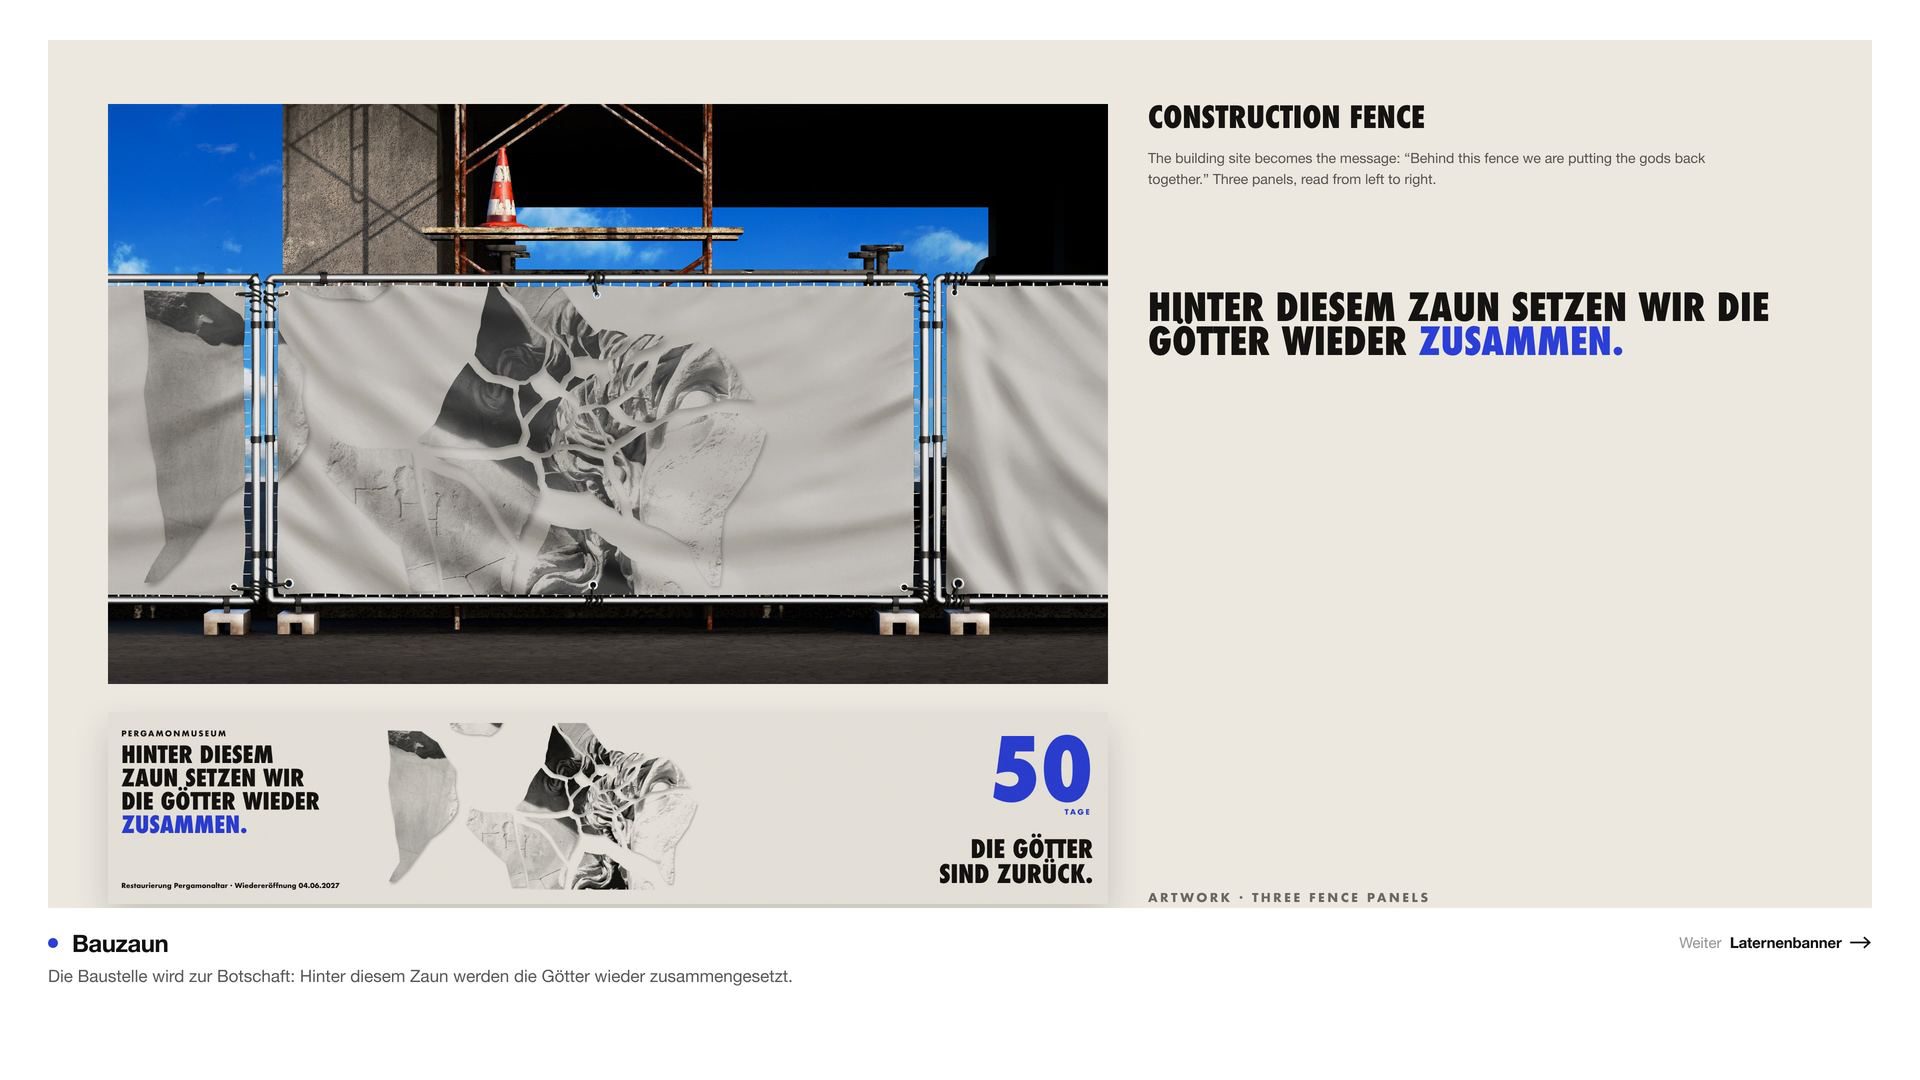 CONSTRUCTION FENCE
The building site becomes the message: “Behind this fence we are putting the gods back
together.” Three panels, read from left to right.
HINTER DIESEM ZAUN SETZEN WIR DIE
GÖTTER WIEDER ZUSAMMEN.
PERGAMONMUSEUM
HINTER DIESEM
ZAUN SETZEN WIR
DIE GÖTTER WIEDER
ZUSAMMEN.
Restaurierung Pergamonaltar · Wiedereröffnung 04.06.2027
50
TAGE
DIE GÖTTER
SIND ZURÜCK.
ARTWORK · THREE FENCE PANELS
Bauzaun
Die Baustelle wird zur Botschaft: Hinter diesem Zaun werden die Götter wieder zusammengesetzt.
Weiter Laternenbanner →